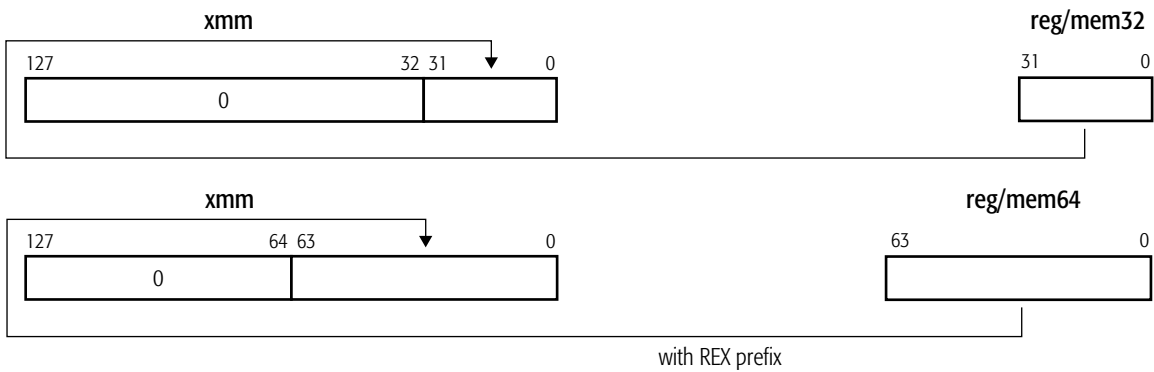 xmm reg/mem32
127 32 31 0 31 0
0
xmm reg/mem64
127 64 63 0 63 0
0
with REX prefix